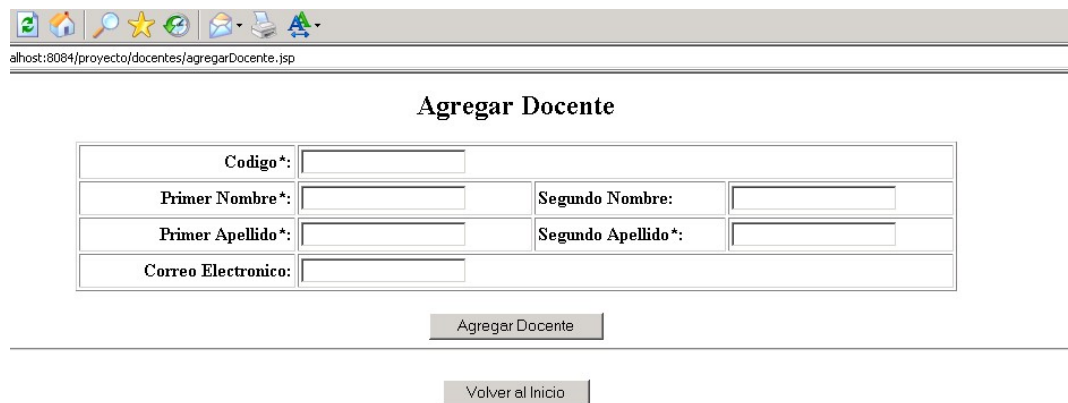 alhost:8084/proyecto/docentes/agregarDocente.jsp
Agregar Docente
Codigo*:
Primer Nombre*: Segundo Nombre:
Primer Apellido*: Segundo Apellido*:
Correo Electronico:
Agregar Docente
Volver al Inicio